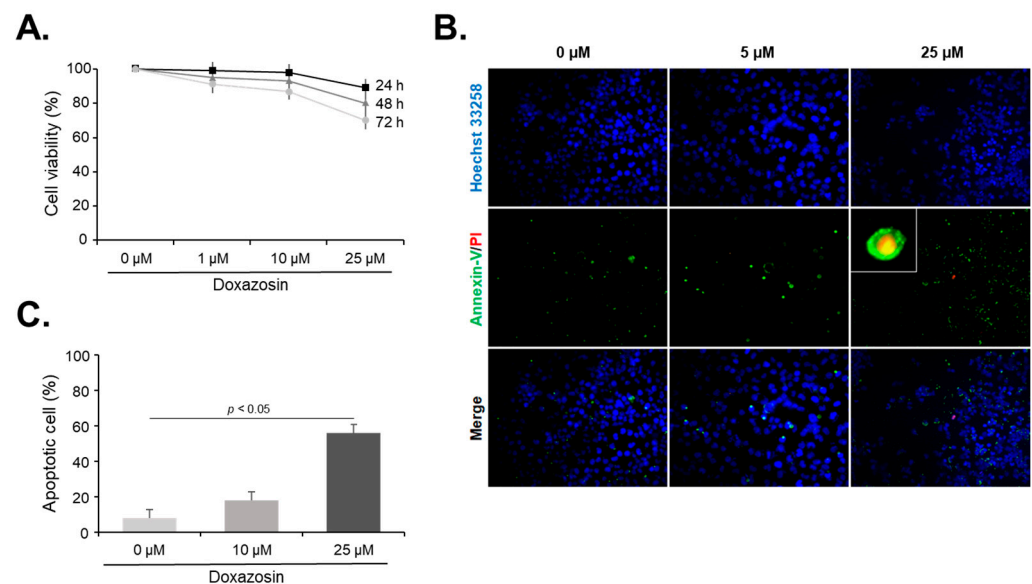 A.
Cell viability (%)
100
80
60
40
20
0
24 h
48 h
72 h
0 μM
1 μM
10 μM
25 μM
Doxazosin
B.
0 μM
5 μM
25 μM
Hoechst 33258
Annexin-V/PI
Merge
C.
Apoptotic cell (%)
100
80
60
40
20
0
p < 0.05
0 μM
10 μM
25 μM
Doxazosin